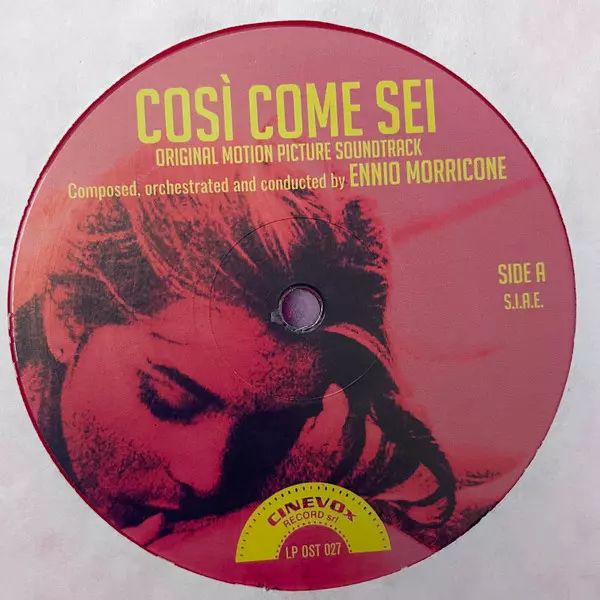 COSÌ COME SEI
ORIGINAL MOTION PICTURE SOUNDTRACK
Composed, orchestrated and conducted by ENNIO MORRICONE
SIDE A
S.I.A.E.
CINEVOX
RECORD srl
LP OST 027